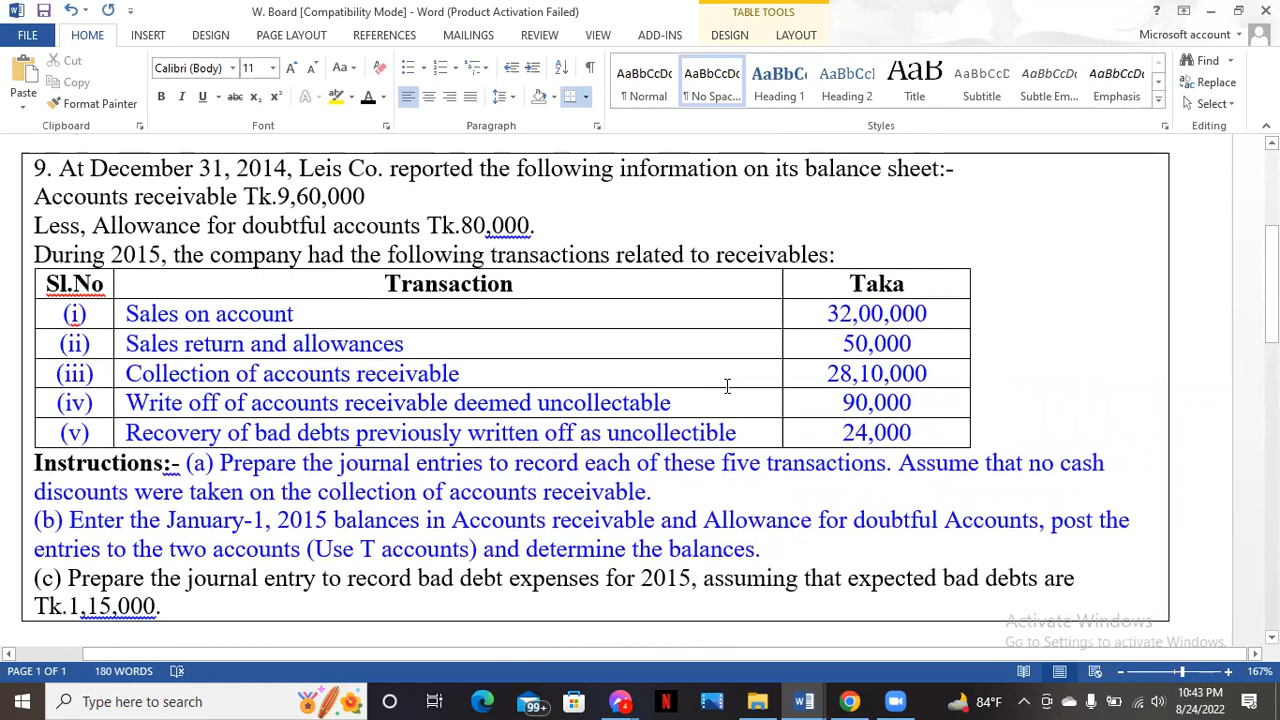 W. Board [Compatibility Mode] - Word (Product Activation Failed)
TABLE TOOLS
FILE HOME INSERT DESIGN PAGE LAYOUT REFERENCES MAILINGS REVIEW VIEW ADD-INS DESIGN LAYOUT Microsoft account
Cut
Copy
Format Painter
Paste
Clipboard
Calibri (Body) 11
Font
Paragraph
AaBbCcDc AaBbCcDc AaBbCc AaBbCcDc AaB AaBbCcDc AaBbCcDc AaBbCcDc
¶ Normal ¶ No Spac... Heading 1 Heading 2 Title Subtitle Subtle Em... Emphasis
Styles
Find
Replace
Select
Editing
9. At December 31, 2014, Leis Co. reported the following information on its balance sheet:-
Accounts receivable Tk.9,60,000
Less, Allowance for doubtful accounts Tk.80,000.
During 2015, the company had the following transactions related to receivables:
Sl.No Transaction Taka
(i) Sales on account 32,00,000
(ii) Sales return and allowances 50,000
(iii) Collection of accounts receivable 28,10,000
(iv) Write off of accounts receivable deemed uncollectable 90,000
(v) Recovery of bad debts previously written off as uncollectible 24,000
Instructions:- (a) Prepare the journal entries to record each of these five transactions. Assume that no cash
discounts were taken on the collection of accounts receivable.
(b) Enter the January-1, 2015 balances in Accounts receivable and Allowance for doubtful Accounts, post the
entries to the two accounts (Use T accounts) and determine the balances.
(c) Prepare the journal entry to record bad debt expenses for 2015, assuming that expected bad debts are
Tk.1,15,000.
Activate Windows
Go to Settings to activate Windows.
PAGE 1 OF 1 180 WORDS 167%
Type here to search
99+
4
84°F
10:43 PM
8/24/2022